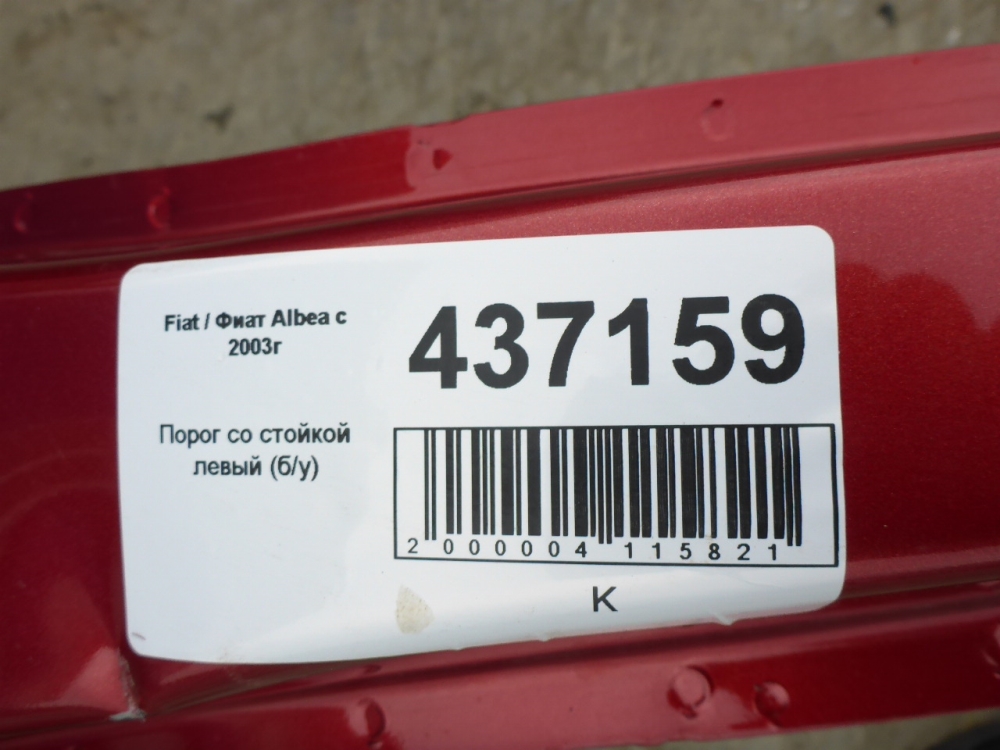 Fiat / Фиат Albea с
2003г
437159
Порог со стойкой
левый (б/у)
2 000004 115821
K